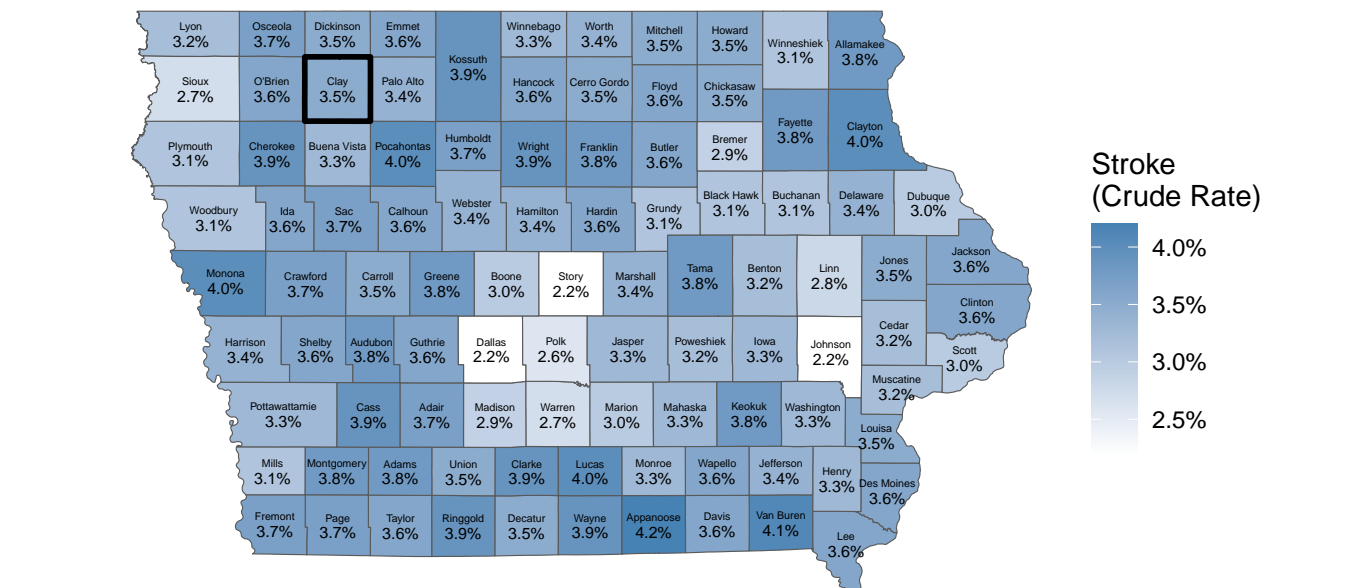 Lyon
3.2%
Osceola
3.7%
Dickinson
3.5%
Emmet
3.6%
Kossuth
3.9%
Winnebago
3.3%
Worth
3.4%
Mitchell
3.5%
Howard
3.5%
Winneshiek
3.1%
Allamakee
3.8%
Sioux
2.7%
O'Brien
3.6%
Clay
3.5%
Palo Alto
3.4%
Hancock
3.6%
Cerro Gordo
3.5%
Floyd
3.6%
Chickasaw
3.5%
Plymouth
3.1%
Cherokee
3.9%
Buena Vista
3.3%
Pocahontas
4.0%
Humboldt
3.7%
Wright
3.9%
Franklin
3.8%
Butler
3.6%
Bremer
2.9%
Fayette
3.8%
Clayton
4.0%
Woodbury
3.1%
Ida
3.6%
Sac
3.7%
Calhoun
3.6%
Webster
3.4%
Hamilton
3.4%
Hardin
3.6%
Grundy
3.1%
Black Hawk
3.1%
Buchanan
3.1%
Delaware
3.4%
Dubuque
3.0%
Monona
4.0%
Crawford
3.7%
Carroll
3.5%
Greene
3.8%
Boone
3.0%
Story
2.2%
Marshall
3.4%
Tama
3.8%
Benton
3.2%
Linn
2.8%
Jones
3.5%
Jackson
3.6%
Clinton
3.6%
Harrison
3.4%
Shelby
3.6%
Audubon
3.8%
Guthrie
3.6%
Dallas
2.2%
Polk
2.6%
Jasper
3.3%
Poweshiek
3.2%
Iowa
3.3%
Johnson
2.2%
Cedar
3.2%
Scott
3.0%
Muscatine
3.2%
Pottawattamie
3.3%
Cass
3.9%
Adair
3.7%
Madison
2.9%
Warren
2.7%
Marion
3.0%
Mahaska
3.3%
Keokuk
3.8%
Washington
3.3%
Louisa
3.5%
Mills
3.1%
Montgomery
3.8%
Adams
3.8%
Union
3.5%
Clarke
3.9%
Lucas
4.0%
Monroe
3.3%
Wapello
3.6%
Jefferson
3.4%
Henry
3.3%
Des Moines
3.6%
Fremont
3.7%
Page
3.7%
Taylor
3.6%
Ringgold
3.9%
Decatur
3.5%
Wayne
3.9%
Appanoose
4.2%
Davis
3.6%
Van Buren
4.1%
Lee
3.6%
Stroke
(Crude Rate)
4.0%
3.5%
3.0%
2.5%